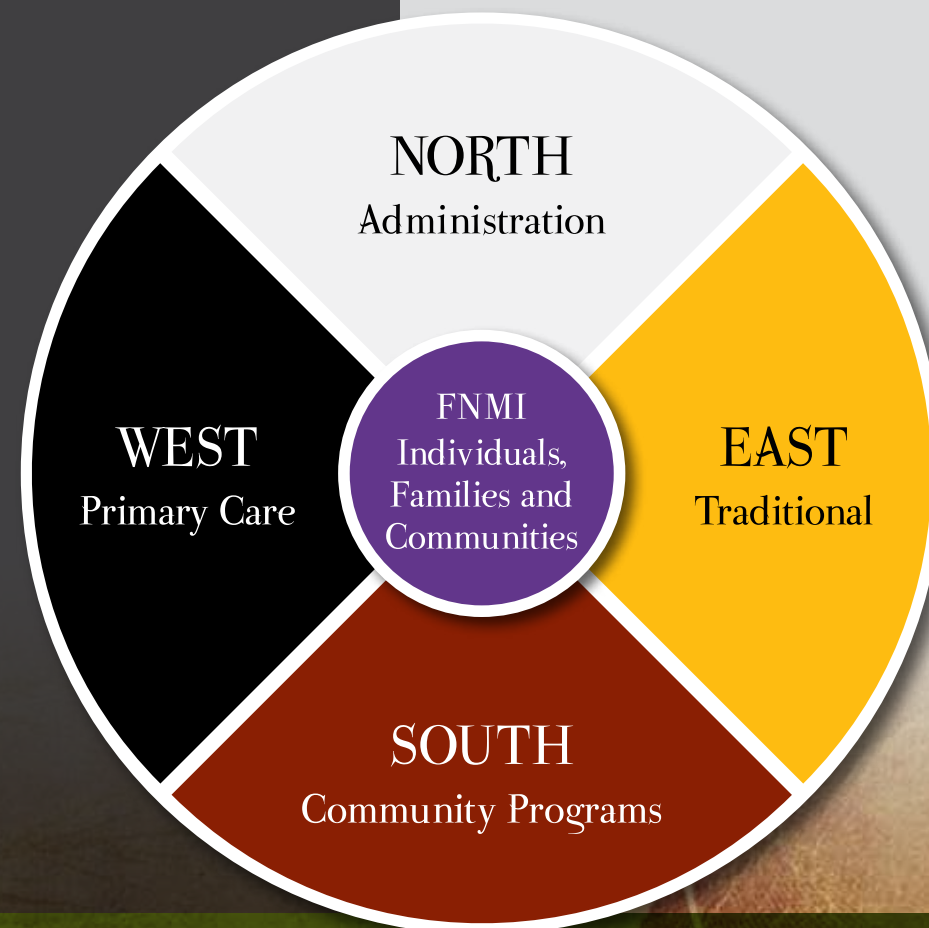 NORTH
Administration
WEST
Primary Care
FNMI
Individuals,
Families and
Communities
EAST
Traditional
SOUTH
Community Programs